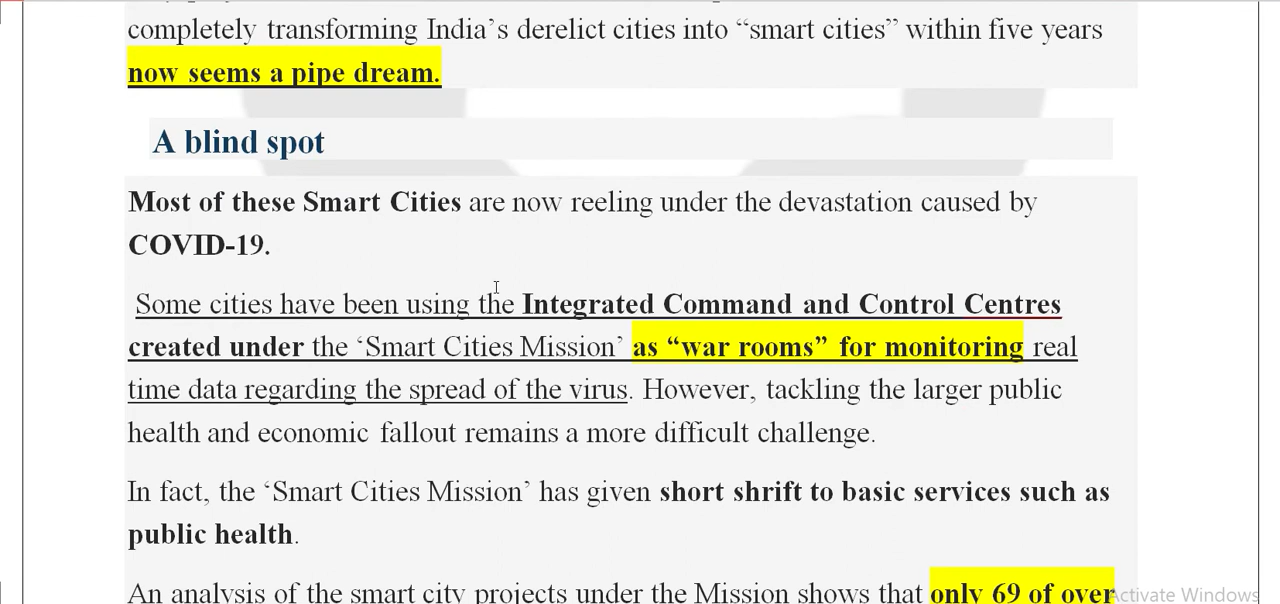 completely transforming India’s derelict cities into “smart cities” within five years
now seems a pipe dream.
A blind spot
Most of these Smart Cities are now reeling under the devastation caused by
COVID-19.
Some cities have been using the Integrated Command and Control Centres
created under the ‘Smart Cities Mission’ as “war rooms” for monitoring real
time data regarding the spread of the virus. However, tackling the larger public
health and economic fallout remains a more difficult challenge.
In fact, the ‘Smart Cities Mission’ has given short shrift to basic services such as
public health.
An analysis of the smart city projects under the Mission shows that only 69 of over
Activate Windows